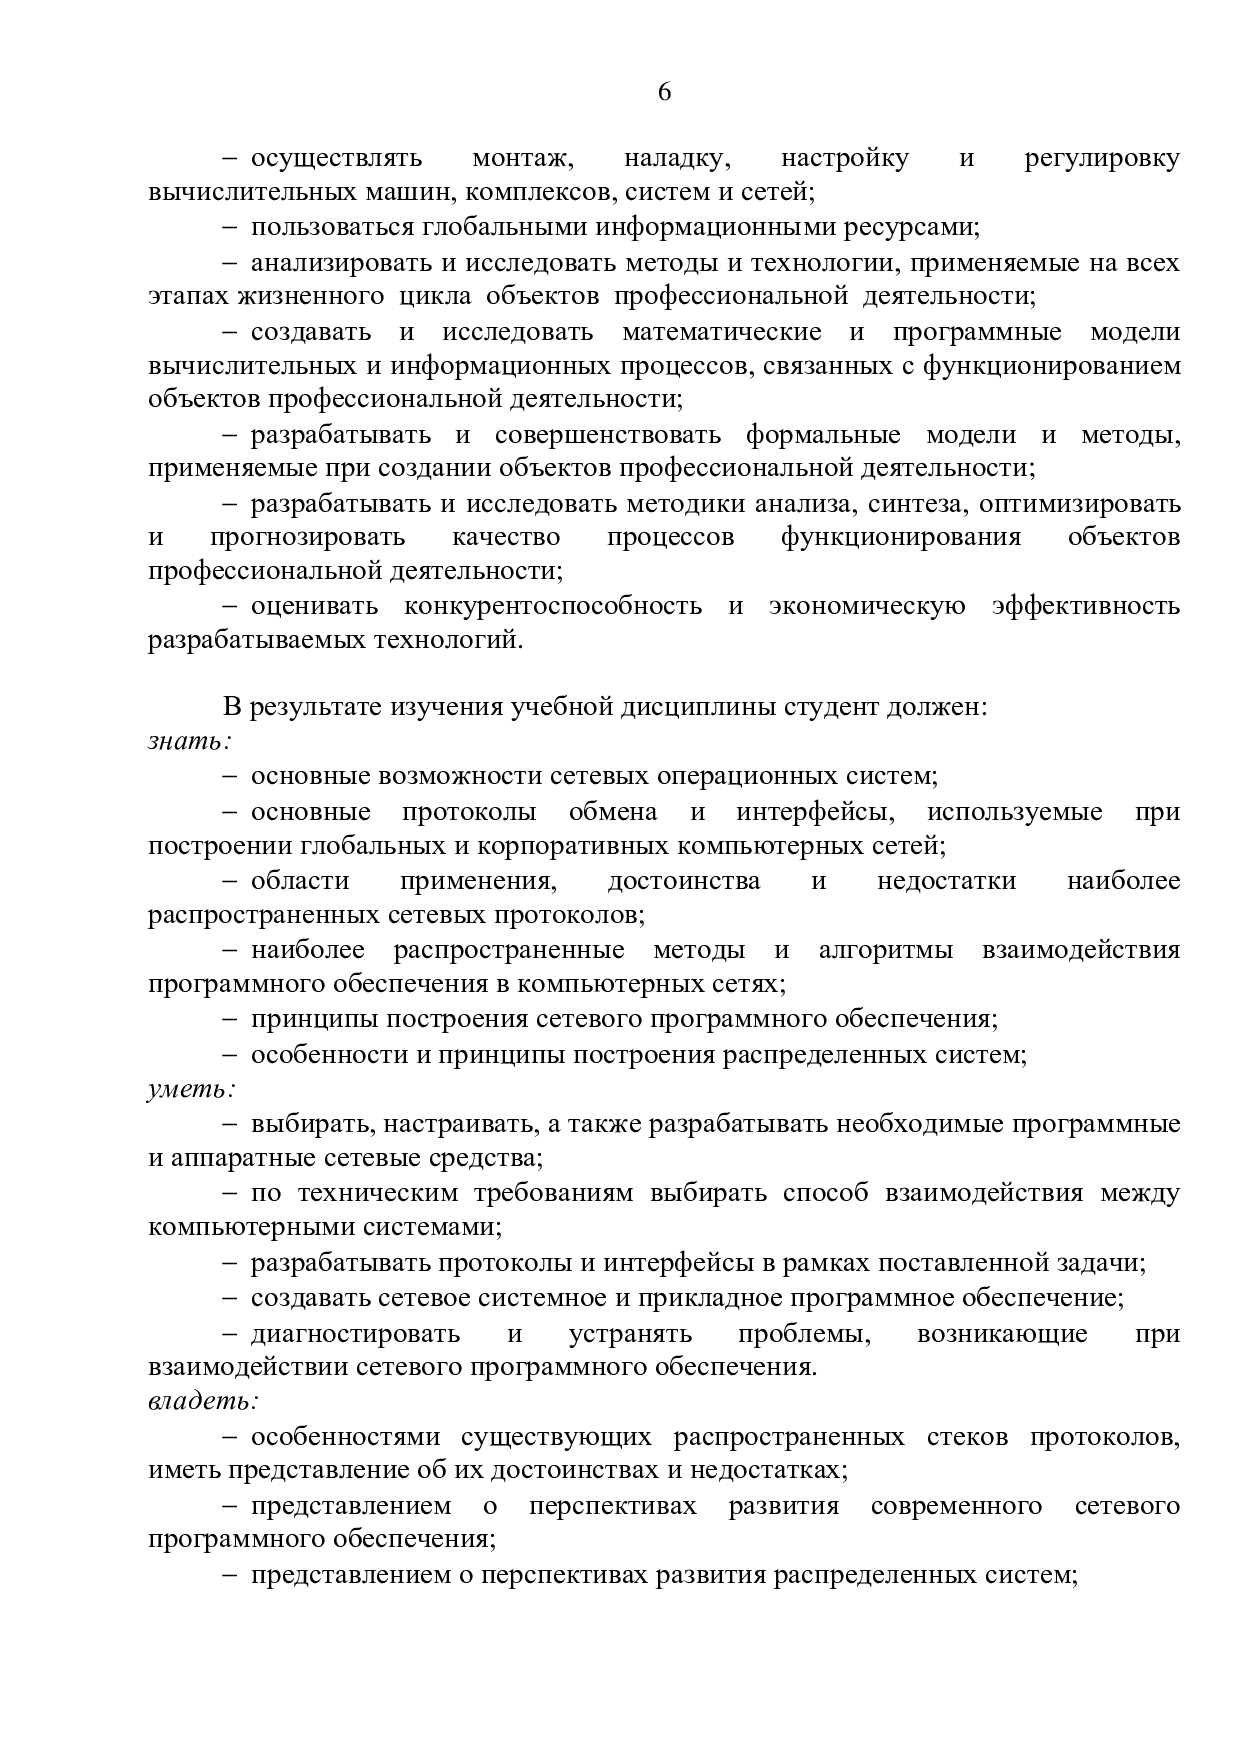 6
– осуществлять монтаж, наладку, настройку и регулировку
вычислительных машин, комплексов, систем и сетей;
– пользоваться глобальными информационными ресурсами;
– анализировать и исследовать методы и технологии, применяемые на всех
этапах жизненного цикла объектов профессиональной деятельности;
– создавать и исследовать математические и программные модели
вычислительных и информационных процессов, связанных с функционированием
объектов профессиональной деятельности;
– разрабатывать и совершенствовать формальные модели и методы,
применяемые при создании объектов профессиональной деятельности;
– разрабатывать и исследовать методики анализа, синтеза, оптимизировать
и прогнозировать качество процессов функционирования объектов
профессиональной деятельности;
– оценивать конкурентоспособность и экономическую эффективность
разрабатываемых технологий.
В результате изучения учебной дисциплины студент должен:
знать:
– основные возможности сетевых операционных систем;
– основные протоколы обмена и интерфейсы, используемые при
построении глобальных и корпоративных компьютерных сетей;
– области применения, достоинства и недостатки наиболее
распространенных сетевых протоколов;
– наиболее распространенные методы и алгоритмы взаимодействия
программного обеспечения в компьютерных сетях;
– принципы построения сетевого программного обеспечения;
– особенности и принципы построения распределенных систем;
уметь:
– выбирать, настраивать, а также разрабатывать необходимые программные
и аппаратные сетевые средства;
– по техническим требованиям выбирать способ взаимодействия между
компьютерными системами;
– разрабатывать протоколы и интерфейсы в рамках поставленной задачи;
– создавать сетевое системное и прикладное программное обеспечение;
– диагностировать и устранять проблемы, возникающие при
взаимодействии сетевого программного обеспечения.
владеть:
– особенностями существующих распространенных стеков протоколов,
иметь представление об их достоинствах и недостатках;
– представлением о перспективах развития современного сетевого
программного обеспечения;
– представлением о перспективах развития распределенных систем;